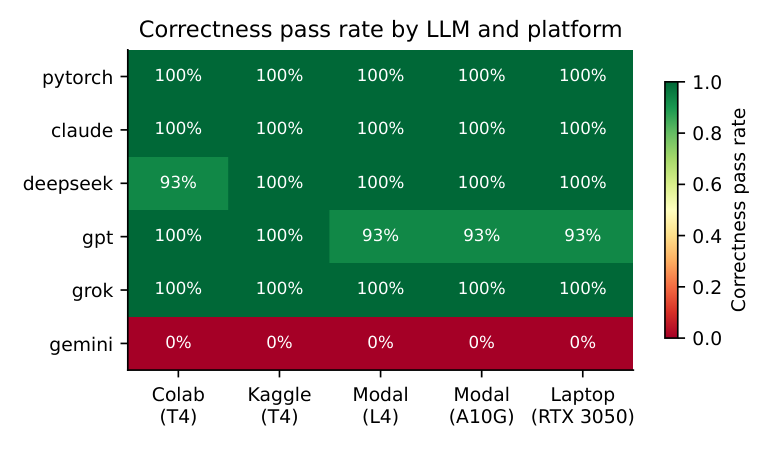 Correctness pass rate by LLM and platform
pytorch 100% 100% 100% 100% 100%
claude 100% 100% 100% 100% 100%
deepseek 93% 100% 100% 100% 100%
gpt 100% 100% 93% 93% 93%
grok 100% 100% 100% 100% 100%
gemini 0% 0% 0% 0% 0%
Colab Kaggle Modal Modal Laptop
(T4) (T4) (L4) (A10G) (RTX 3050)
1.0
0.8
0.6
0.4
0.2
0.0
Correctness pass rate